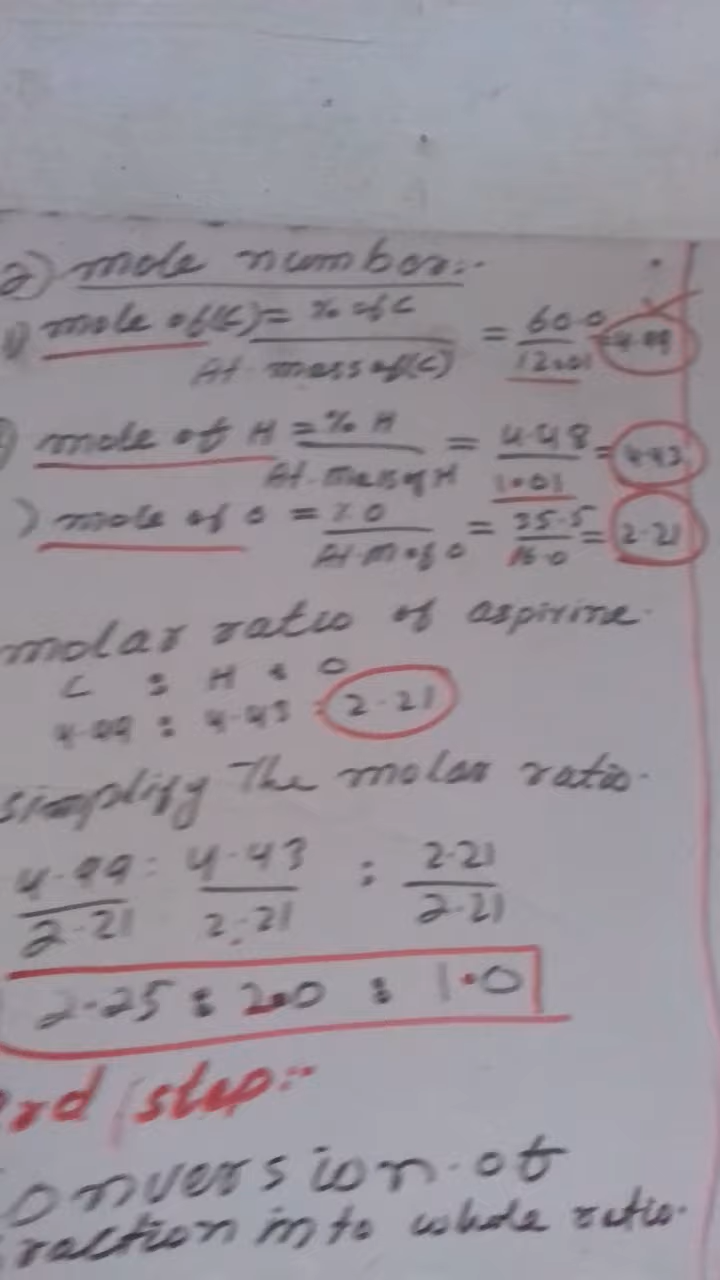 2) mole number:-
1) mole of(C) = % of C / At. mass of(C) = 60.0 / 12.01 = 4.99
) mole of H = % H / At. mass of H = 4.48 / 1.01 = 4.43
) mole of O = % O / At. M of O = 35.5 / 16.0 = 2.21
molar ratio of aspirine.
C : H : O
4.99 : 4.43 : 2.21
simplify The molar ratio.
4.99 / 2.21 : 4.43 / 2.21 : 2.21 / 2.21
2.25 : 2.0 : 1.0
rd step:-
onversion of
raction into whole ratio.